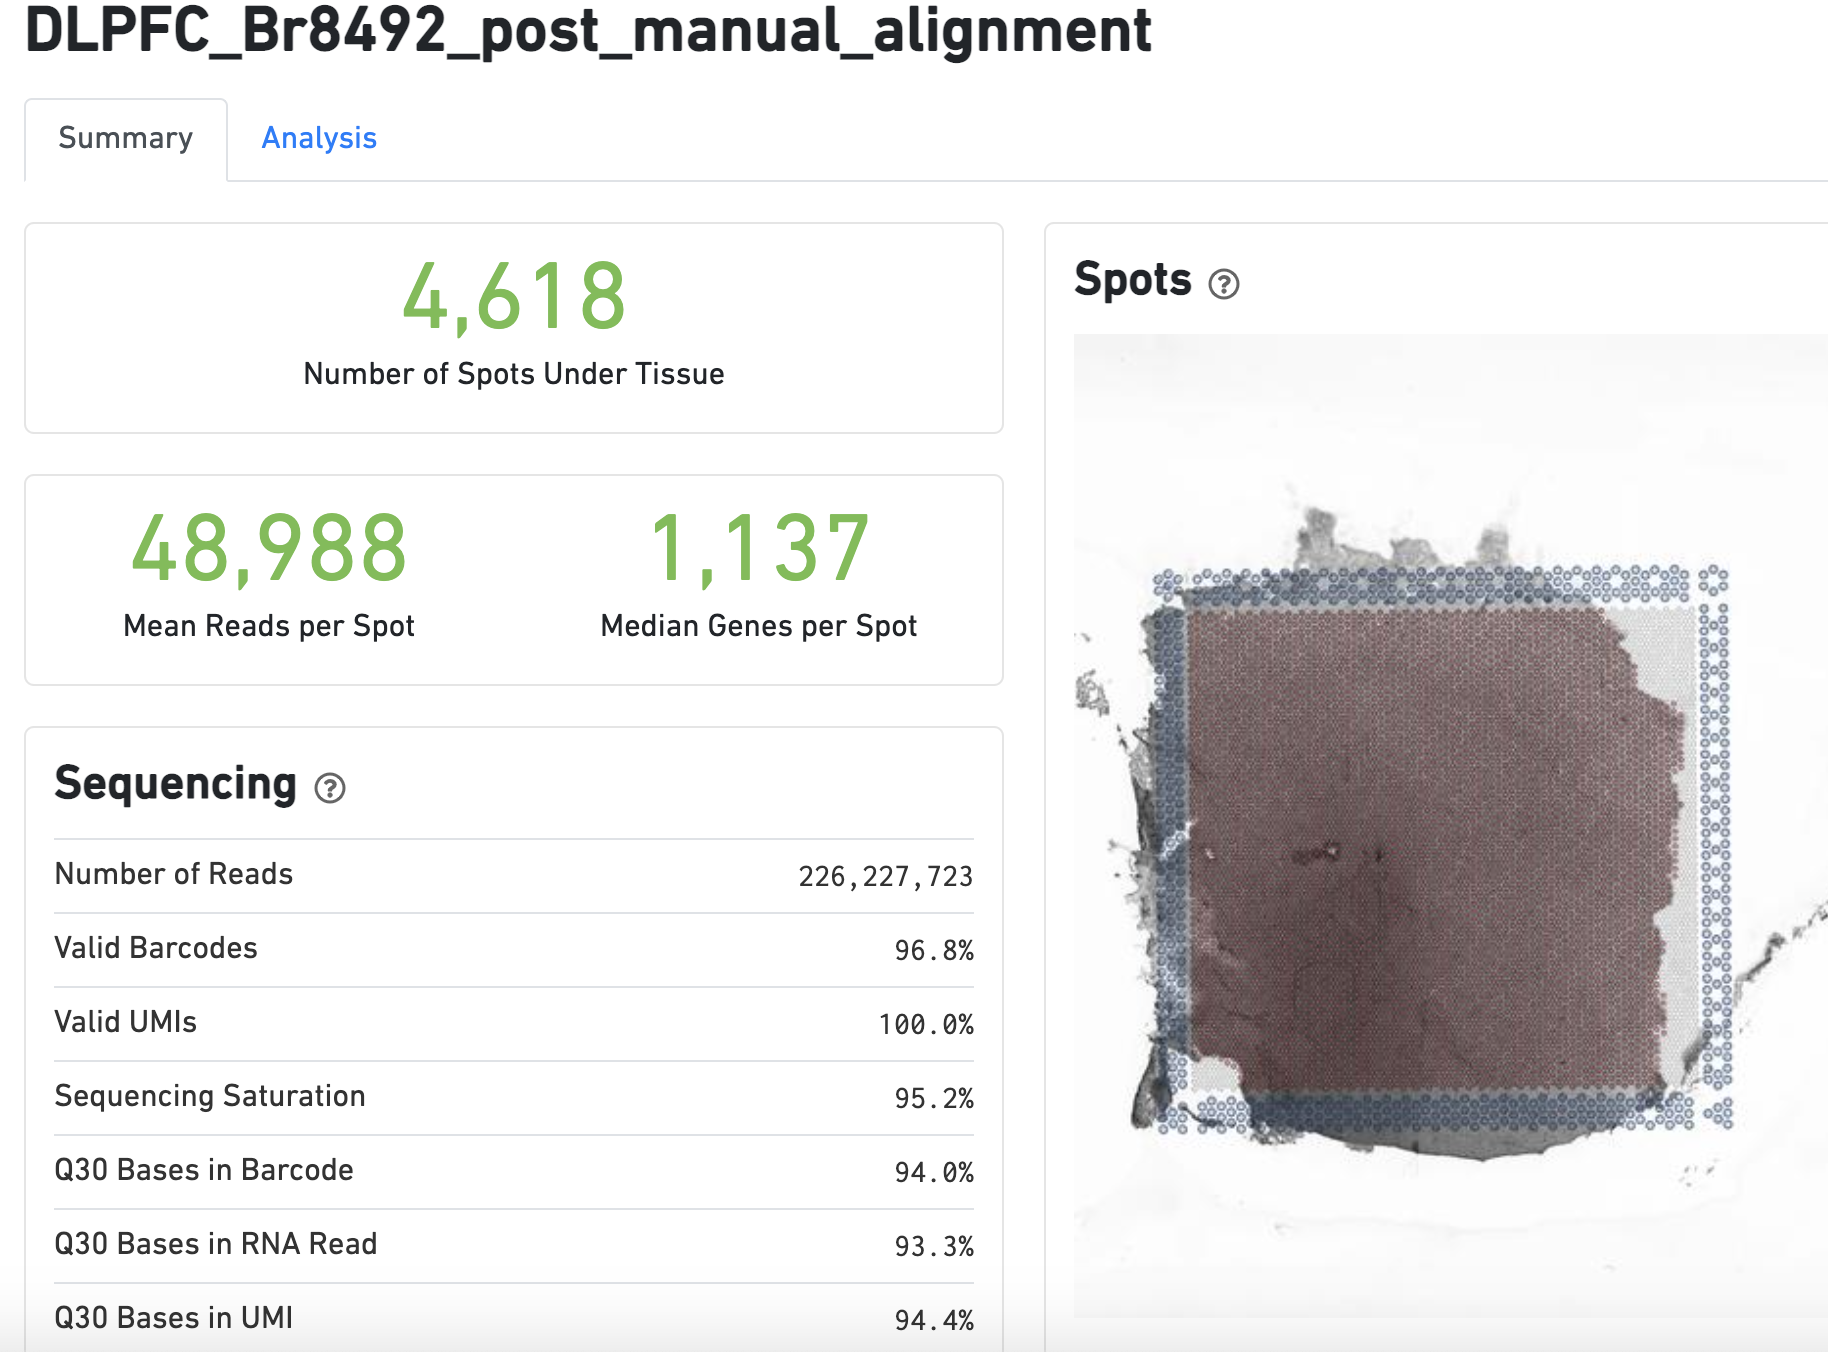 DLPFC_Br8492_post_manual_alignment
Summary
Analysis
4,618
Number of Spots Under Tissue
48,988
Mean Reads per Spot
1,137
Median Genes per Spot
Sequencing ?
Number of Reads 226,227,723
Valid Barcodes 96.8%
Valid UMIs 100.0%
Sequencing Saturation 95.2%
Q30 Bases in Barcode 94.0%
Q30 Bases in RNA Read 93.3%
Q30 Bases in UMI 94.4%
Spots ?